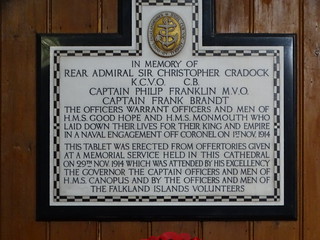 IN MEMORY OF
REAR ADMIRAL SIR CHRISTOPHER CRADOCK
K.C.V.O. C.B.
CAPTAIN PHILIP FRANKLIN M.V.O.
CAPTAIN FRANK BRANDT
THE OFFICERS WARRANT OFFICERS AND MEN OF
H.M.S. GOOD HOPE AND H.M.S. MONMOUTH WHO
LAID DOWN THEIR LIVES FOR THEIR KING AND EMPIRE
IN A NAVAL ENGAGEMENT OFF CORONEL ON 1ST NOV. 1914
THIS TABLET WAS ERECTED FROM OFFERTORIES GIVEN
AT A MEMORIAL SERVICE HELD IN THIS CATHEDRAL
ON 29TH NOV. 1914 WHICH WAS ATTENDED BY HIS EXCELLENCY
THE GOVERNOR THE CAPTAIN OFFICERS AND MEN OF
H.M.S. CANOPUS AND BY THE OFFICERS AND MEN OF
THE FALKLAND ISLANDS VOLUNTEERS